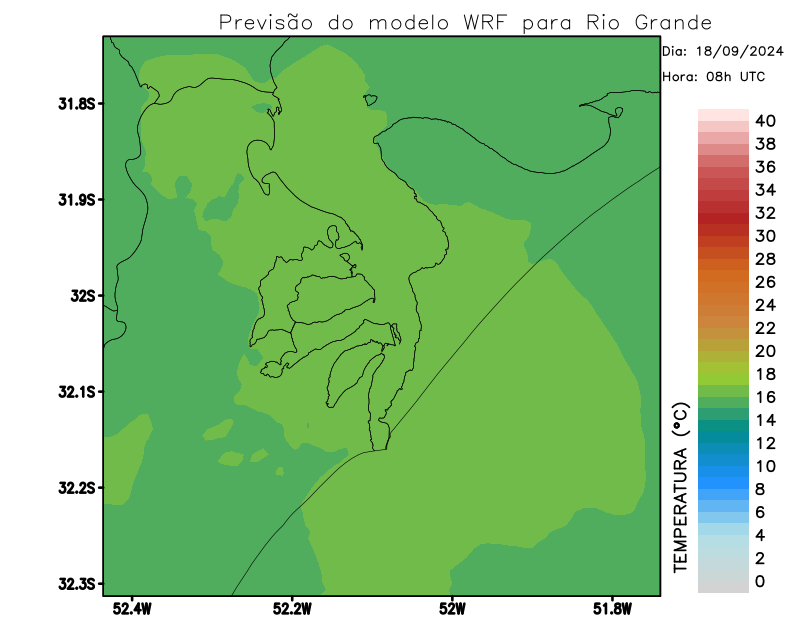 Previsão do modelo WRF para Rio Grande
Dia: 18/09/2024
Hora: 08h UTC
31.8S
31.9S
32S
32.1S
32.2S
32.3S
52.4W
52.2W
52W
51.8W
TEMPERATURA (°C)
40
38
36
34
32
30
28
26
24
22
20
18
16
14
12
10
8
6
4
2
0